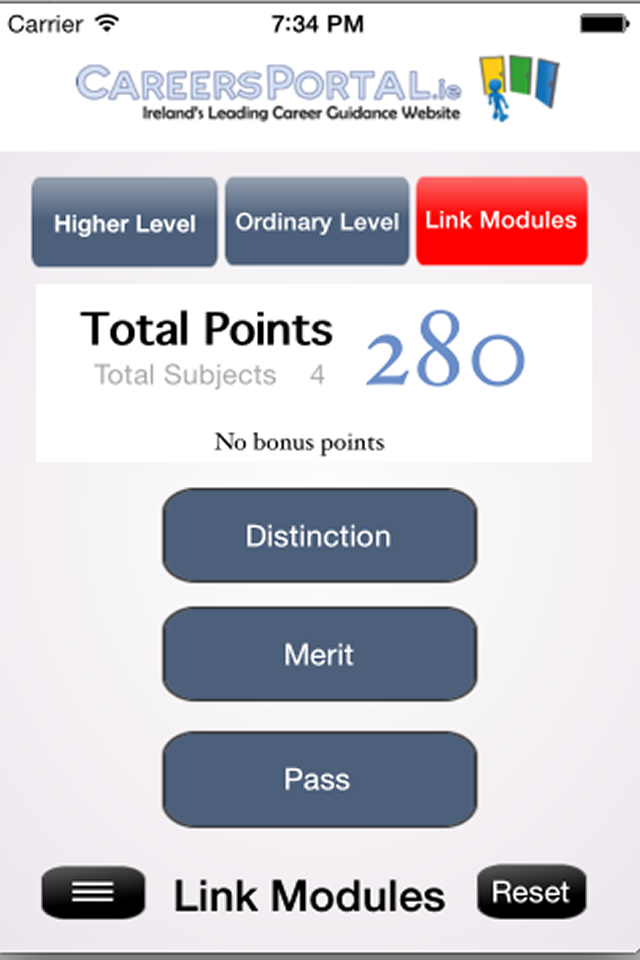 Carrier 7:34 PM
CAREERSPORTAL.ie
Ireland's Leading Career Guidance Website
Higher Level Ordinary Level Link Modules
Total Points 280
Total Subjects 4
No bonus points
Distinction
Merit
Pass
Link Modules Reset